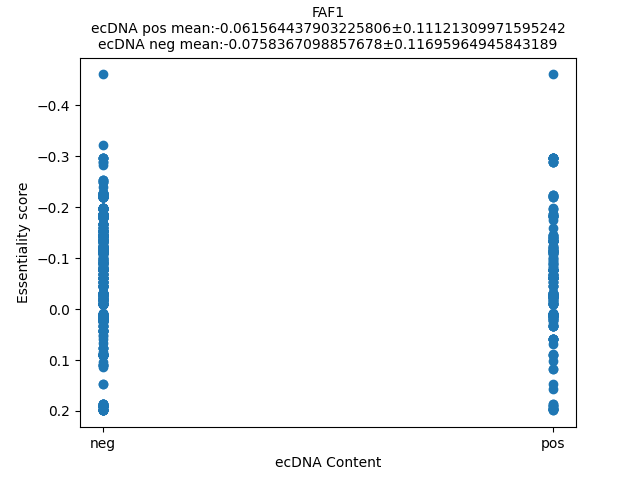 FAF1
ecDNA pos mean:-0.061564437903225806±0.11121309971595242
ecDNA neg mean:-0.0758367098857678±0.11695964945843189
−0.4
−0.3
−0.2
−0.1
0.0
0.1
0.2
Essentiality score
neg
pos
ecDNA Content